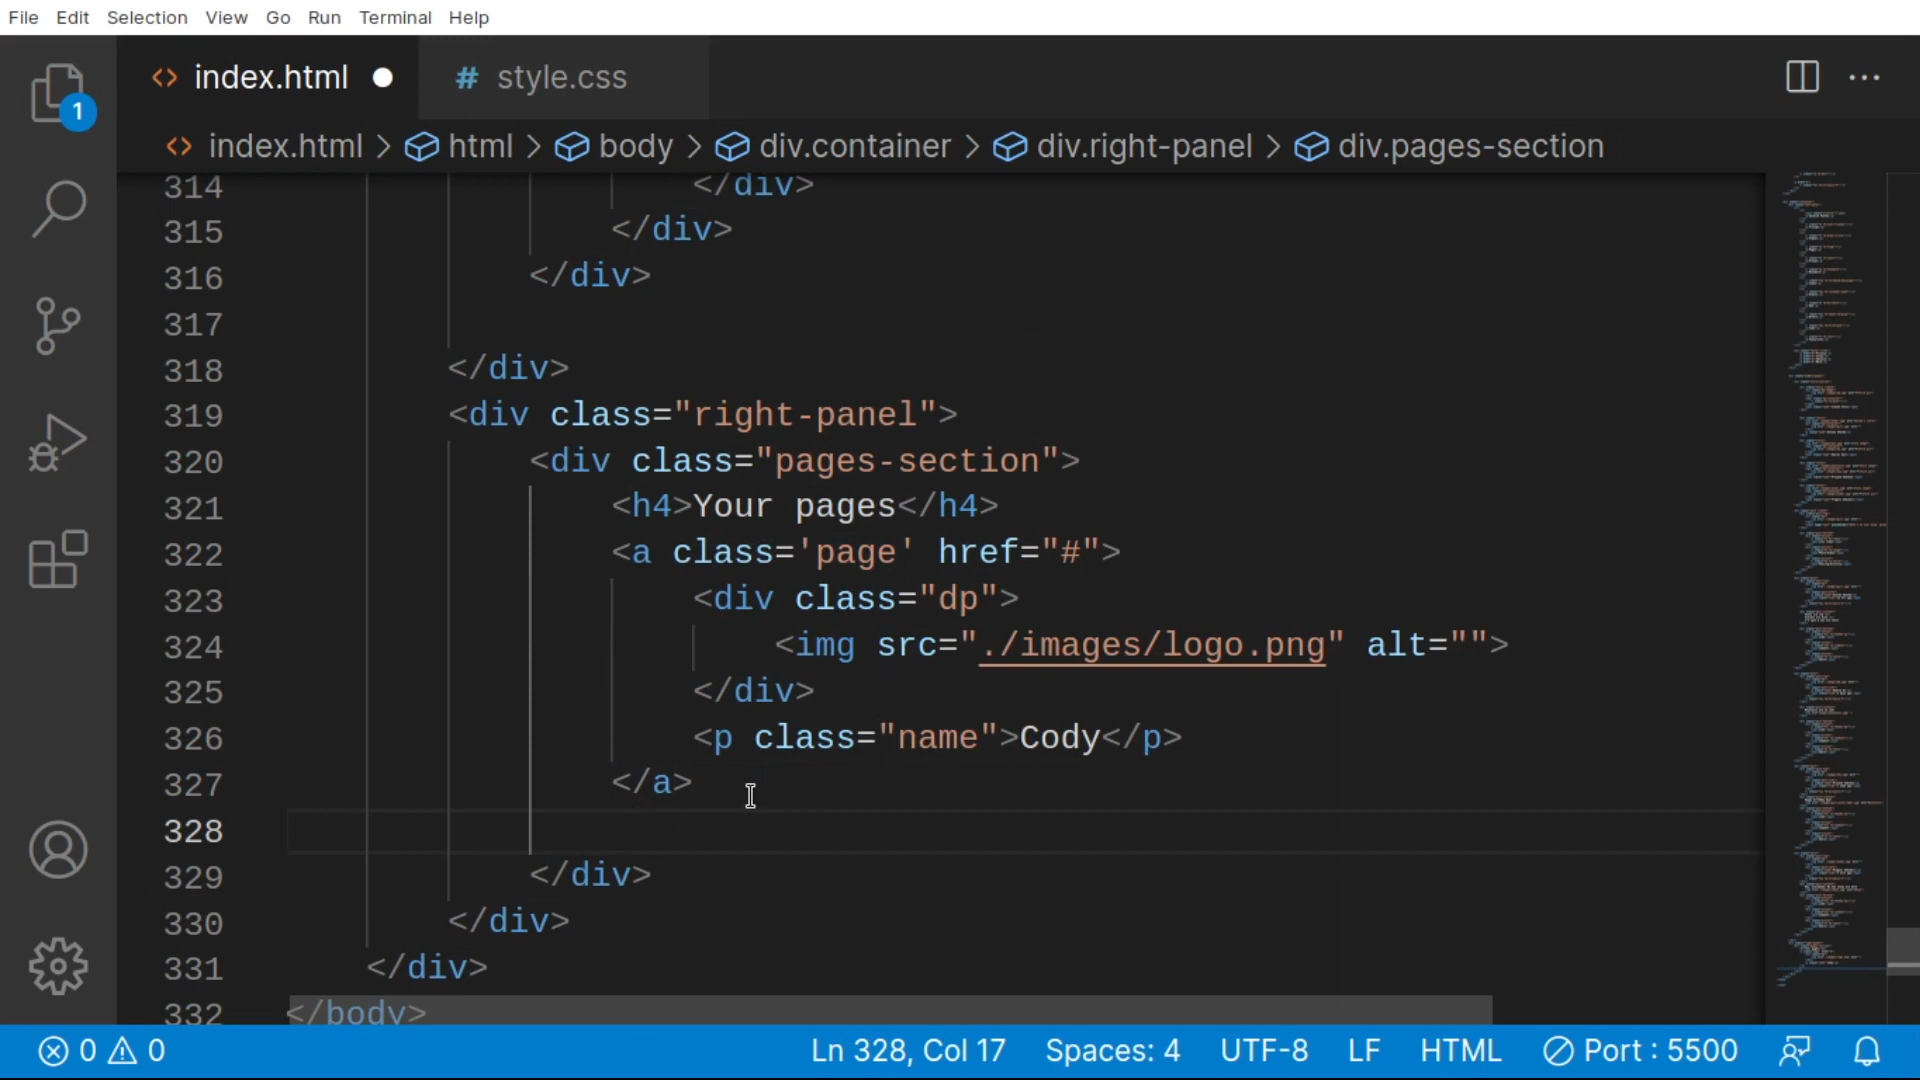 File Edit Selection View Go Run Terminal Help
index.html # style.css
1
index.html > html > body > div.container > div.right-panel > div.pages-section
314 </div>
315 </div>
316 </div>
317
318 </div>
319 <div class="right-panel">
320 <div class="pages-section">
321 <h4>Your pages</h4>
322 <a class='page' href="#">
323 <div class="dp">
324 <img src="./images/logo.png" alt="">
325 </div>
326 <p class="name">Cody</p>
327 </a>
328
329 </div>
330 </div>
331 </div>
332 </body>
0 0 Ln 328, Col 17 Spaces: 4 UTF-8 LF HTML Port : 5500